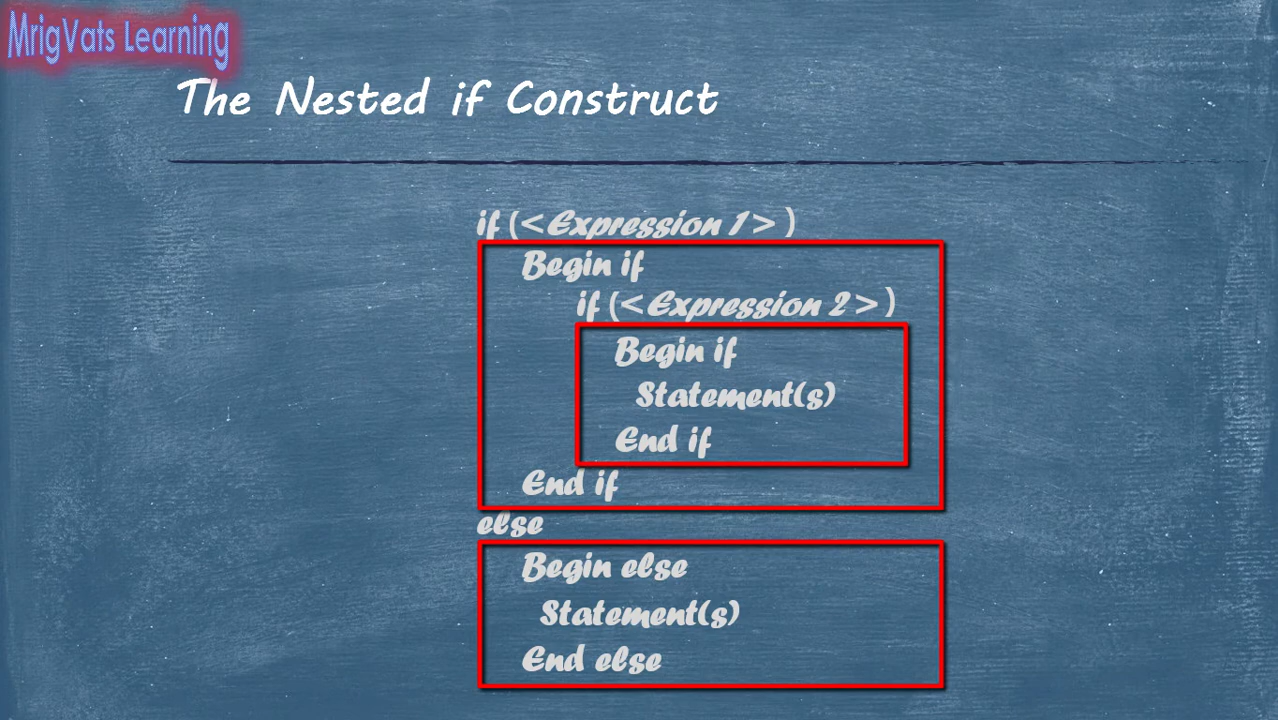 MrigVats Learning
The Nested if Construct
if (<Expression 1> )
Begin if
if (<Expression 2> )
Begin if
Statement(s)
End if
End if
else
Begin else
Statement(s)
End else